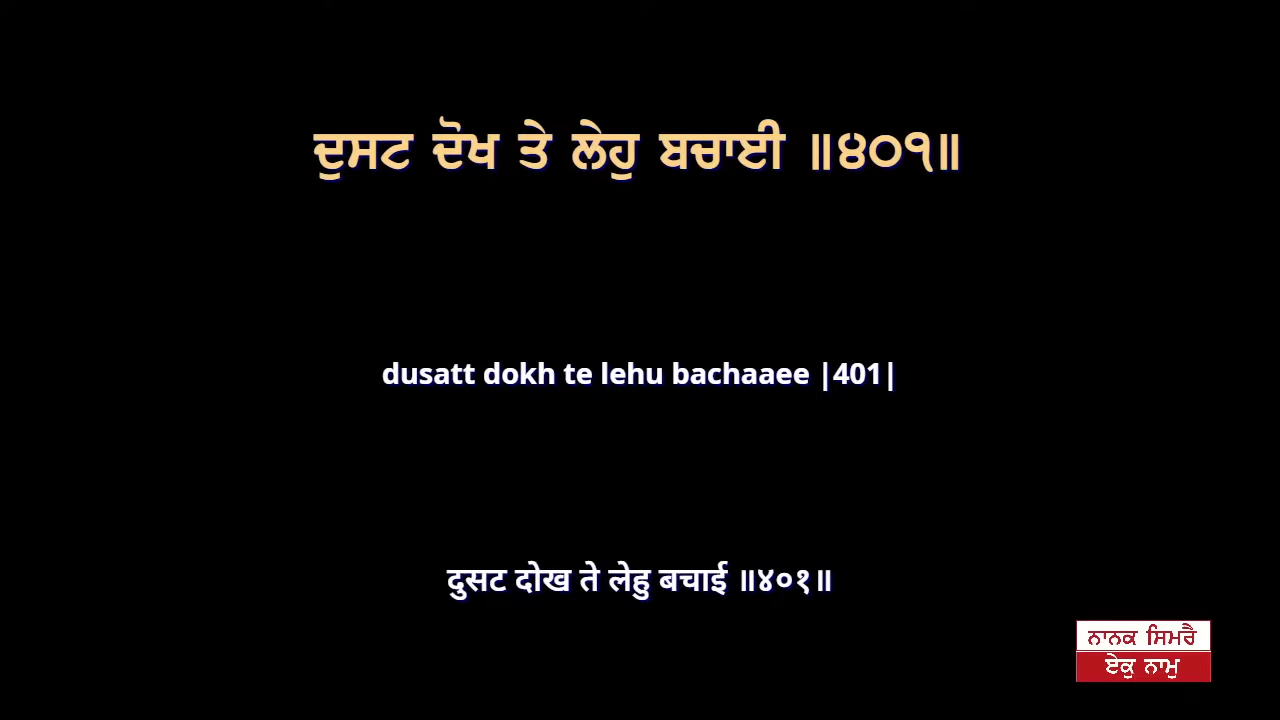 ਦੁਸਟ ਦੋਖ ਤੇ ਲੇਹੁ ਬਚਾਈ ॥੪੦੧॥
dusatt dokh te lehu bachaaee |401|
दुसट दोख ते लेहु बचाई ॥४०१॥
ਨਾਨਕ ਸਿਮਰੈ
ਏਕੁ ਨਾਮੁ